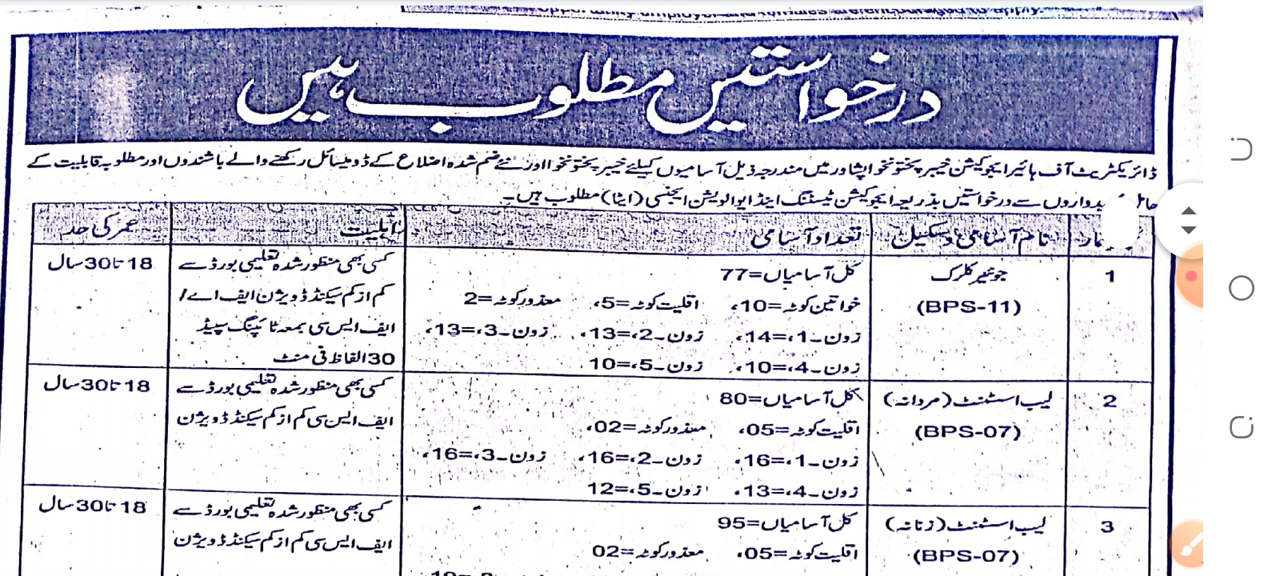 opportunity employer and females are encouraged to apply.
درخواستیں مطلوب ہیں
ڈائریکٹریٹ آف ہائیر ایجوکیشن خیبر پختونخوا پشاور میں مندرجہ ذیل آسامیوں کیلئے خیبر پختونخوا اور نئے ضم شدہ اضلاع کے ڈومیسائل رکھنے والے باشندوں اور مطلوبہ قابلیت کے
امیدواروں سے درخواستیں بذریعہ ایجوکیشن ٹیسٹنگ اینڈ ایوالویشن ایجنسی (ایٹا) مطلوب ہیں۔
نام آسامی و سکیل تعداد آسامی اہلیت عمر کی حد
1
جونیئر کلرک
(BPS-11)
کل آسامیاں=77
خواتین کوٹہ=10، اقلیت کوٹہ=5، معذور کوٹہ=2
زون۔1،=14، زون۔2،=13، زون۔3،=13،
زون۔4،=10، زون۔5،=10
کسی بھی منظور شدہ تعلیمی بورڈ سے
کم از کم سیکنڈ ڈویژن ایف اے/
ایف ایس سی بمعہ ٹائپنگ سپیڈ
30 الفاظ فی منٹ
18 تا 30 سال
2
لیب اسسٹنٹ (مردانہ)
(BPS-07)
کل آسامیاں=80
اقلیت کوٹہ=05، معذور کوٹہ=02،
زون۔1،=16، زون۔2،=16، زون۔3،=16،
زون۔4،=13، زون۔5،=12
کسی بھی منظور شدہ تعلیمی بورڈ سے
ایف ایس سی کم از کم سیکنڈ ڈویژن
18 تا 30 سال
3
لیب اسسٹنٹ (زنانہ)
(BPS-07)
کل آسامیاں=95
اقلیت کوٹہ=05، معذور کوٹہ=02
کسی بھی منظور شدہ تعلیمی بورڈ سے
ایف ایس سی کم از کم سیکنڈ ڈویژن
18 تا 30 سال